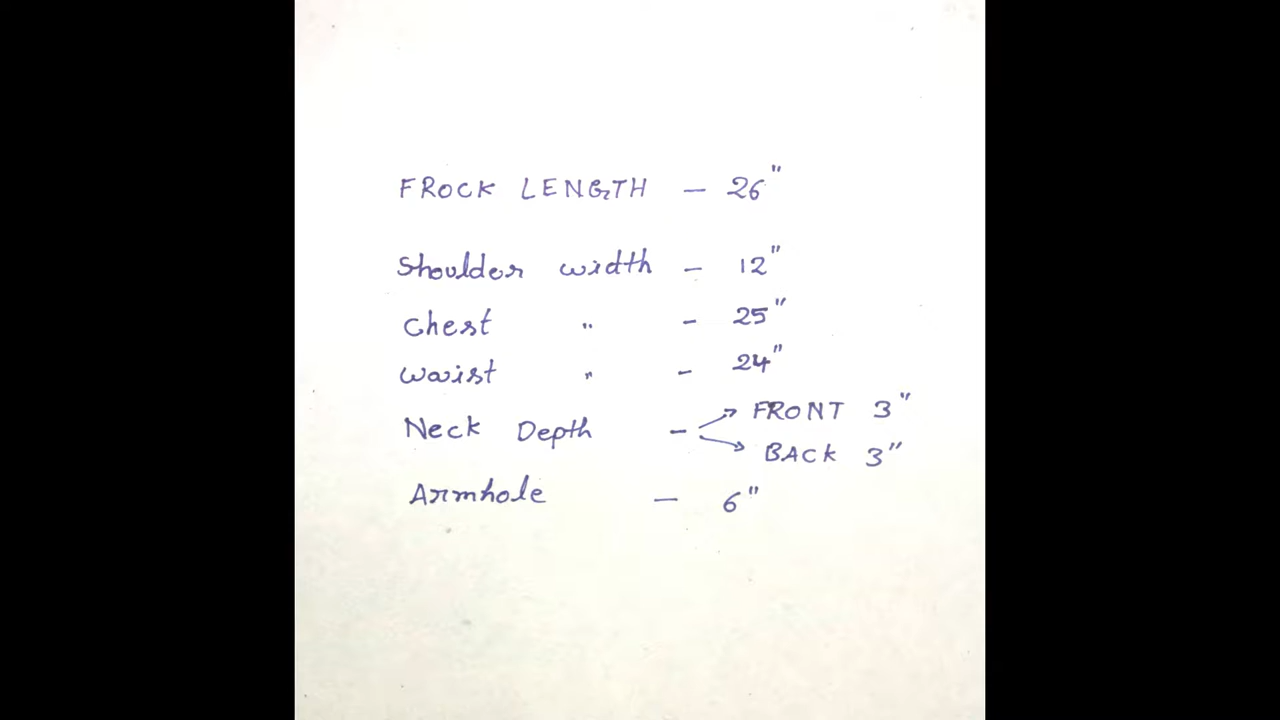 FROCK LENGTH - 26"
Shoulder width - 12"
Chest " - 25"
Waist " - 24"
Neck Depth - FRONT 3"
BACK 3"
Armhole - 6"